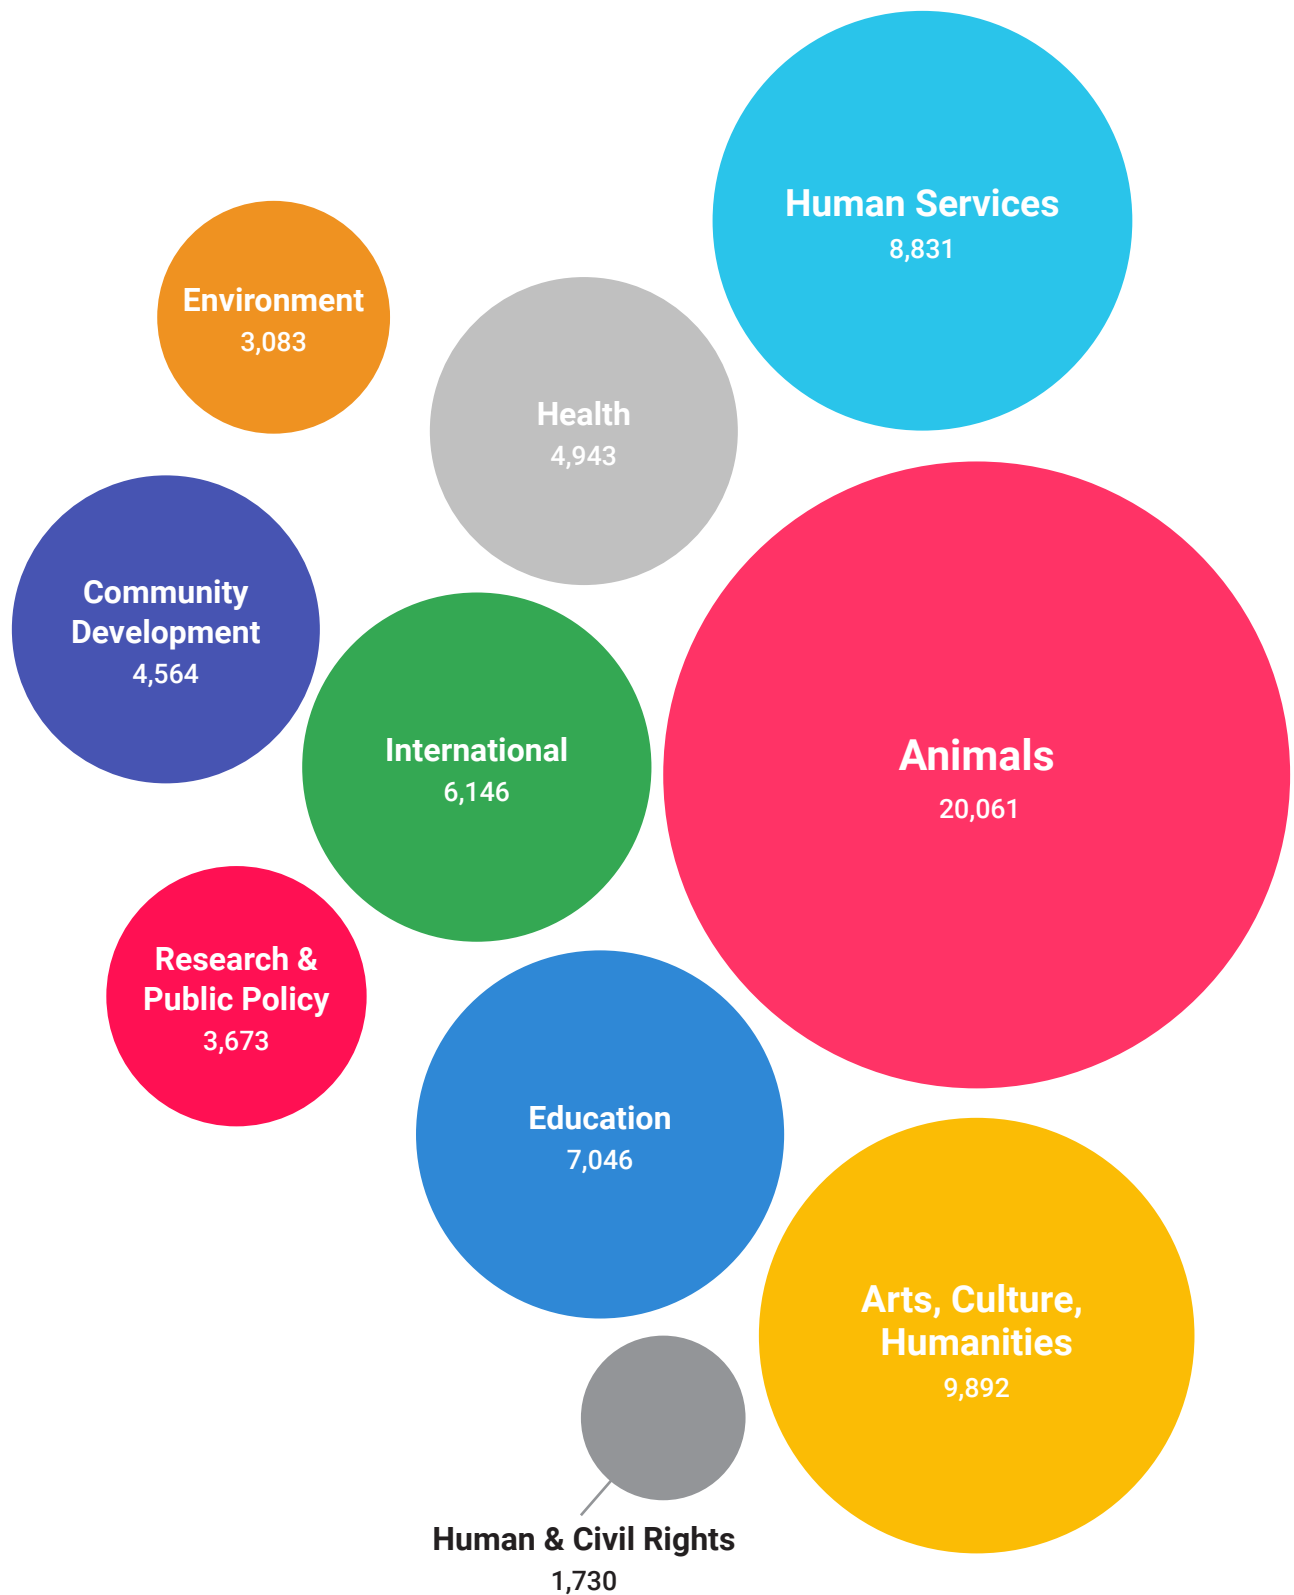 Human Services
8,831
Environment
3,083
Health
4,943
Community
Development
4,564
International
6,146
Animals
20,061
Research &
Public Policy
3,673
Education
7,046
Arts, Culture,
Humanities
9,892
Human & Civil Rights
1,730